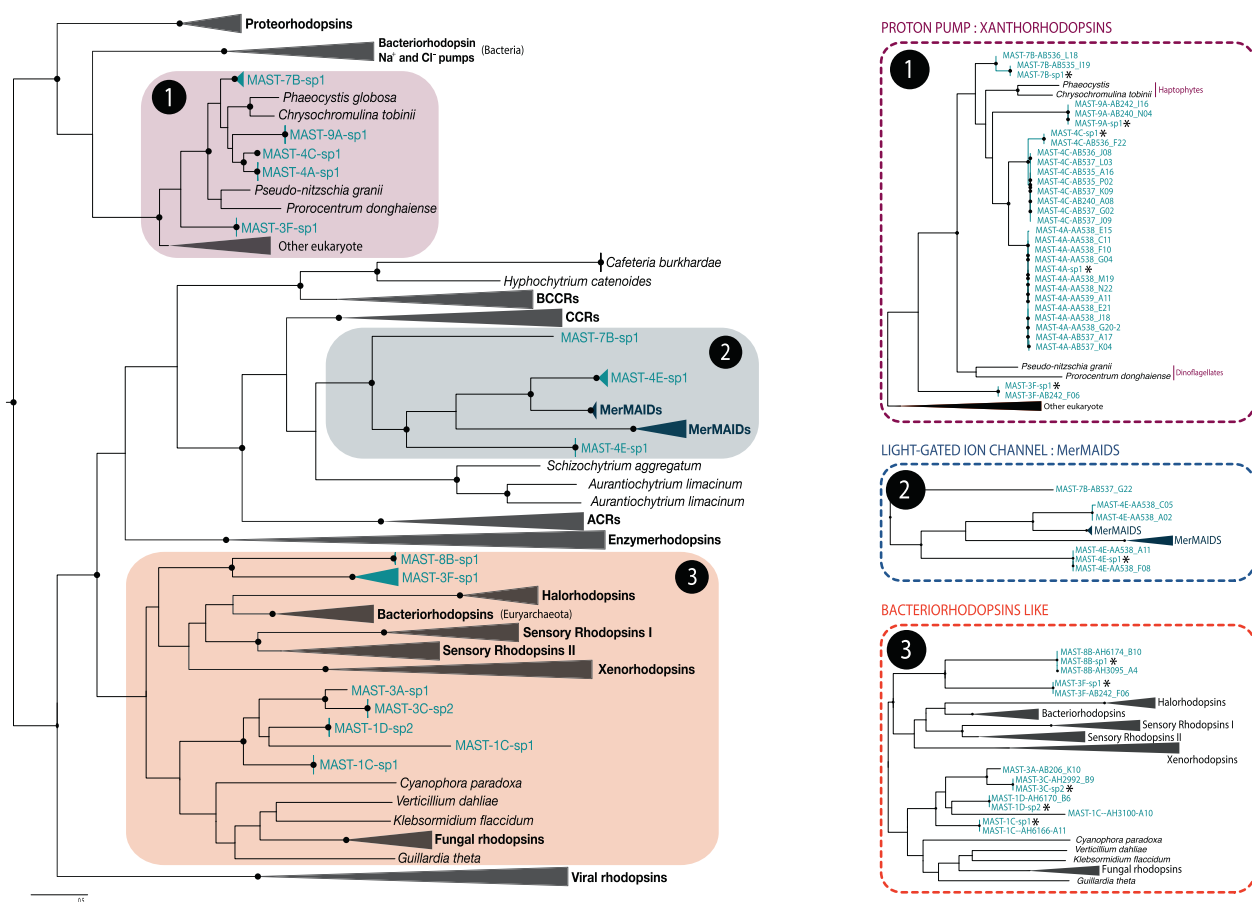 Proteorhodopsins
Bacteriorhodopsin (Bacteria)
Na+ and Cl- pumps
1
MAST-7B-sp1
Phaeocystis globosa
Chrysochromulina tobinii
MAST-9A-sp1
MAST-4C-sp1
MAST-4A-sp1
Pseudo-nitzschia granii
Prorocentrum donghaiense
MAST-3F-sp1
Other eukaryote
Cafeteria burkhardae
Hyphochytrium catenoides
BCCRs
CCRs
2
MAST-7B-sp1
MAST-4E-sp1
MerMAIDs
MerMAIDs
MAST-4E-sp1
Schizochytrium aggregatum
Aurantiochytrium limacinum
Aurantiochytrium limacinum
ACRs
Enzymerhodopsins
3
MAST-8B-sp1
MAST-3F-sp1
Halorhodopsins
Bacteriorhodopsins (Euryarchaeota)
Sensory Rhodopsins I
Sensory Rhodopsins II
Xenorhodopsins
MAST-3A-sp1
MAST-3C-sp2
MAST-1D-sp2
MAST-1C-sp1
MAST-1C-sp1
Cyanophora paradoxa
Verticillium dahliae
Klebsormidium flaccidum
Fungal rhodopsins
Guillardia theta
Viral rhodopsins
0.5
PROTON PUMP : XANTHORHODOPSINS
1
MAST-7B-AB536_L18
MAST-7B-AB535_I19
MAST-7B-sp1*
Phaeocystis
Chrysochromulina tobinii
Haptophytes
MAST-9A-AB242_I16
MAST-9A-AB240_N04
MAST-9A-sp1*
MAST-4C-sp1*
MAST-4C-AB536_F22
MAST-4C-AB536_J08
MAST-4C-AB537_L03
MAST-4C-AB535_A16
MAST-4C-AB535_P02
MAST-4C-AB537_K09
MAST-4C-AB240_A08
MAST-4C-AB537_G02
MAST-4C-AB537_J09
MAST-4A-AA538_E15
MAST-4A-AA538_C11
MAST-4A-AA538_F10
MAST-4A-AA538_G04
MAST-4A-sp1*
MAST-4A-AA538_M19
MAST-4A-AA538_N22
MAST-4A-AA539_A11
MAST-4A-AA538_E21
MAST-4A-AA538_J18
MAST-4A-AA538_G20-2
MAST-4A-AB537_A17
MAST-4A-AB537_K04
Pseudo-nitzschia granii
Prorocentrum donghaiense
Dinoflagellates
MAST-3F-sp1*
MAST-3F-AB242_F06
Other eukaryote
LIGHT-GATED ION CHANNEL : MerMAIDS
2
MAST-7B-AB537_G22
MAST-4E-AA538_C05
MAST-4E-AA538_A02
MerMAIDS
MerMAIDS
MAST-4E-AA538_A11
MAST-4E-sp1*
MAST-4E-AA538_F08
BACTERIORHODOPSINS LIKE
3
MAST-8B-AH6174_B10
MAST-8B-sp1*
MAST-8B-AH3095_A4
MAST-3F-sp1*
MAST-3F-AB242_F06
Halorhodopsins
Bacteriorhodopsins
Sensory Rhodopsins I
Sensory Rhodopsins II
Xenorhodopsins
MAST-3A-AB206_K10
MAST-3C-AH2992_B9
MAST-3C-sp2*
MAST-1D-AH6170_B6
MAST-1D-sp2*
MAST-1C--AH3100-A10
MAST-1C-sp1*
MAST-1C--AH6166-A11
Cyanophora paradoxa
Verticillium dahliae
Klebsormidium flaccidum
Fungal rhodopsins
Guillardia theta